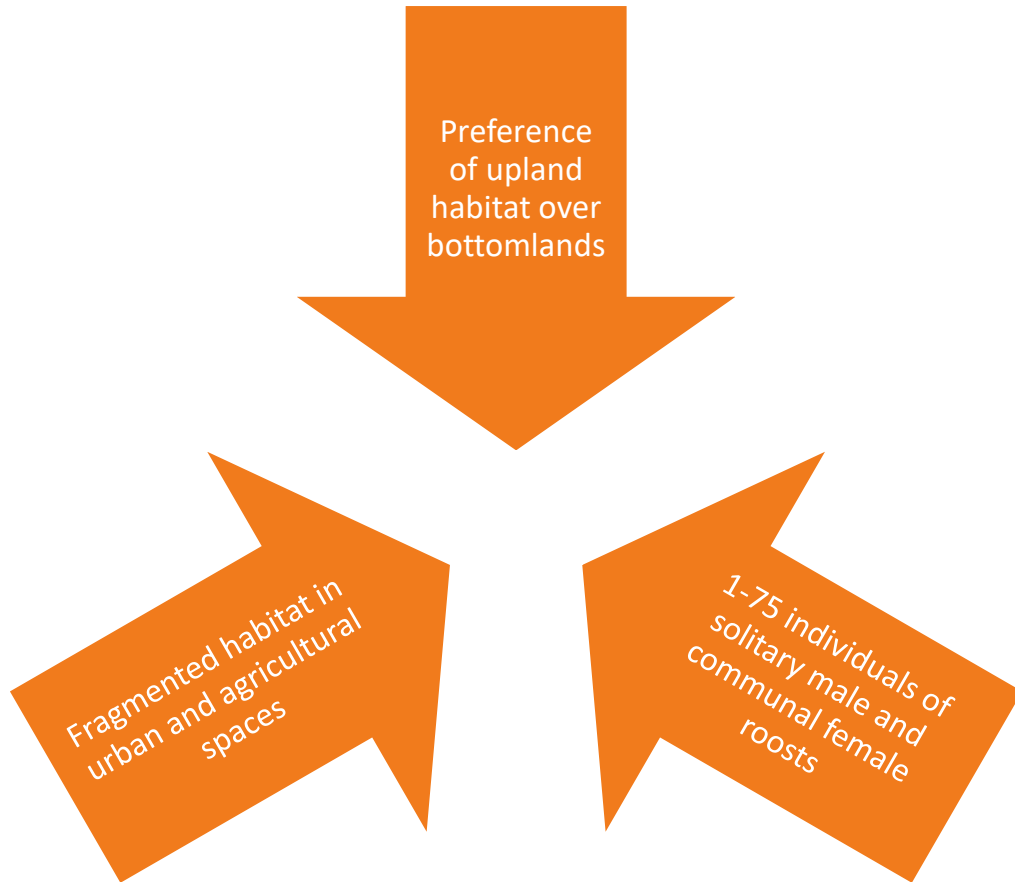 Preference
of upland
habitat over
bottomlands
Fragmented habitat in
urban and agricultural
spaces
1-75 individuals of
solitary male and
communal female
roosts